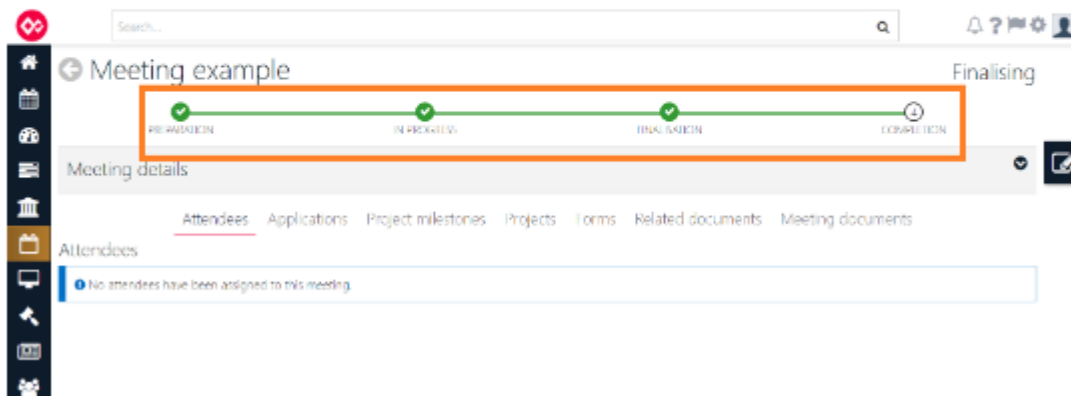 Search...
Meeting example
Finalising
4
PREPARATION
IN PROGRESS
FINALISATION
COMPLETION
Meeting details
Attendees Applications Project milestones Projects Forms Related documents Meeting documents
Attendees
No attendees have been assigned to this meeting.